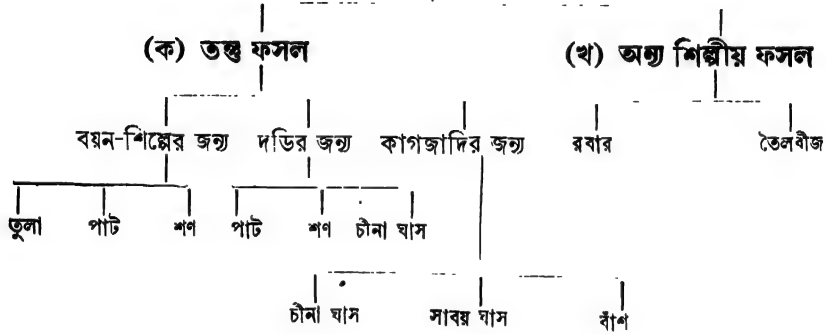 (ক) তন্তু ফসল (খ) অন্য শিল্পীয় ফসল
বয়ন-শিল্পের জন্য দড়ির জন্য কাগজাদির জন্য রবার তৈলবীজ
তুলা পাট শণ পাট শণ চীনা ঘাস
চীনা ঘাস সাবয় ঘাস বাঁশ